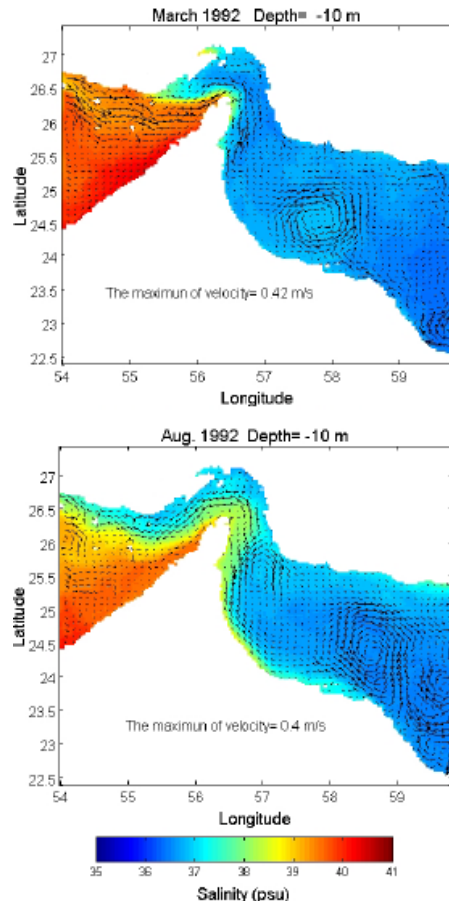 March 1992 Depth= -10 m
27
26.5
26
25.5
25
24.5
24
23.5
23
22.5
Latitude
The maximun of velocity= 0.42 m/s
54 55 56 57 58 59
Longitude
Aug. 1992 Depth= -10 m
27
26.5
26
25.5
25
24.5
24
23.5
23
22.5
Latitude
The maximun of velocity= 0.4 m/s
54 55 56 57 58 59
Longitude
35 36 37 38 39 40 41
Salinity (psu)